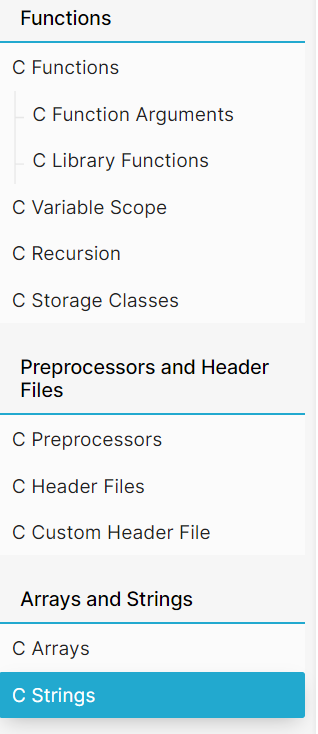 Functions
C Functions
C Function Arguments
C Library Functions
C Variable Scope
C Recursion
C Storage Classes
Preprocessors and Header
Files
C Preprocessors
C Header Files
C Custom Header File
Arrays and Strings
C Arrays
C Strings